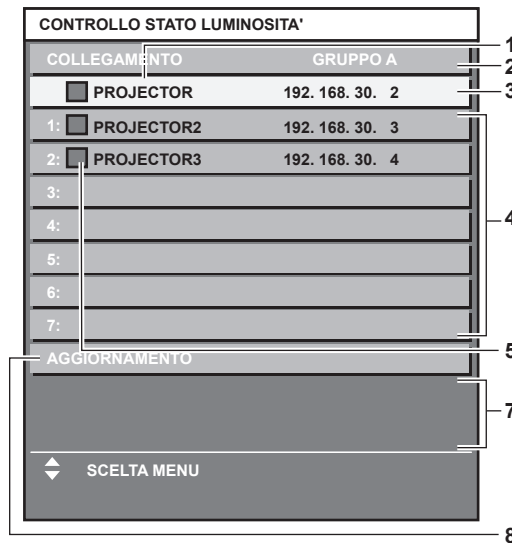 CONTROLLO STATO LUMINOSITA'
COLLEGAMENTO GRUPPO A
PROJECTOR 192. 168. 30. 2
1: PROJECTOR2 192. 168. 30. 3
2: PROJECTOR3 192. 168. 30. 4
3:
4:
5:
6:
7:
AGGIORNAMENTO
SCELTA MENU
1
2
3
4
5
7
8